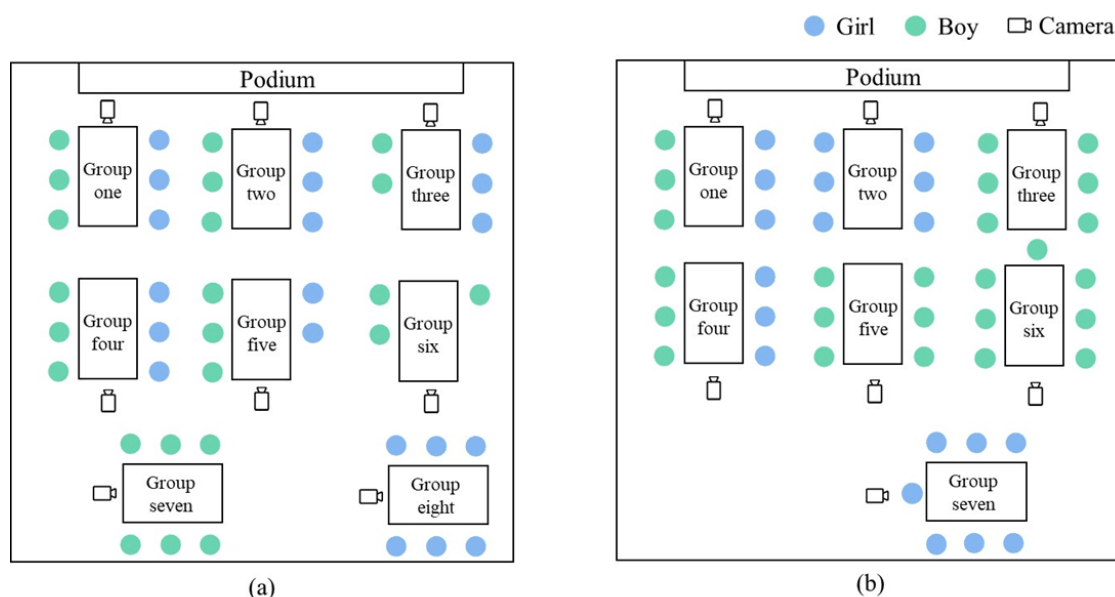 Girl Boy Camera
Podium
Group
one
Group
two
Group
three
Group
four
Group
five
Group
six
Group
seven
Group
eight
(a)
Podium
Group
one
Group
two
Group
three
Group
four
Group
five
Group
six
Group
seven
(b)